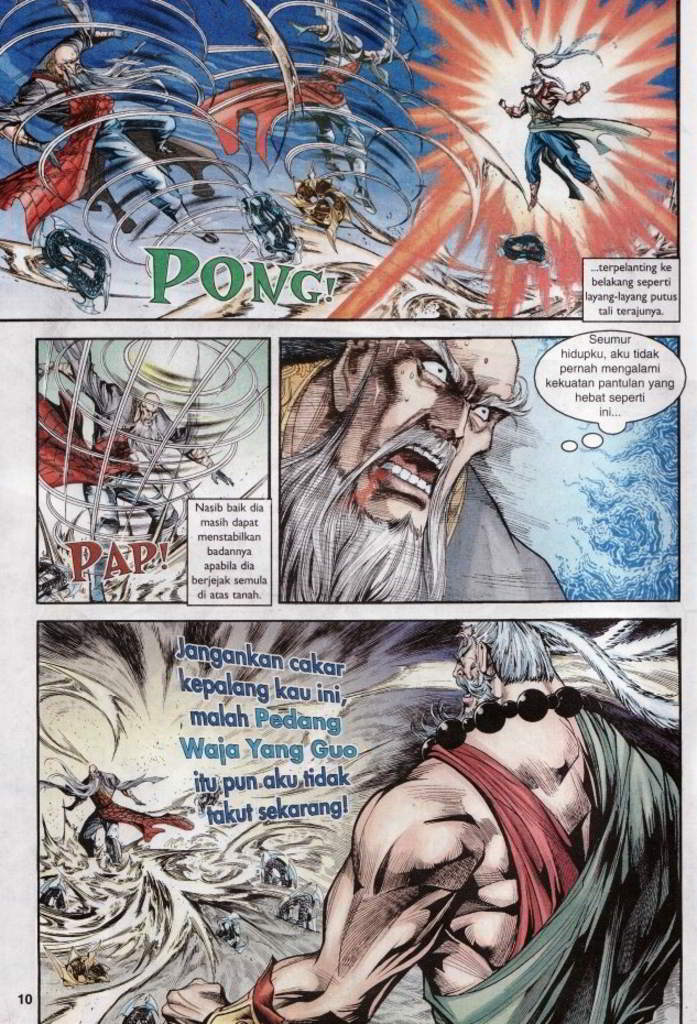 PONG!
...terpelanting ke
belakang seperti
layang-layang putus
tali terajunya.
Seumur
hidupku, aku tidak
pernah mengalami
kekuatan pantulan yang
hebat seperti
ini...
PAP!
Nasib baik dia
masih dapat
menstabilkan
badannya
apabila dia
berjejak semula
di atas tanah.
Jangankan cakar
kepalang kau ini,
malah Pedang
Waja Yang Guo
itu pun aku tidak
takut sekarang!
10